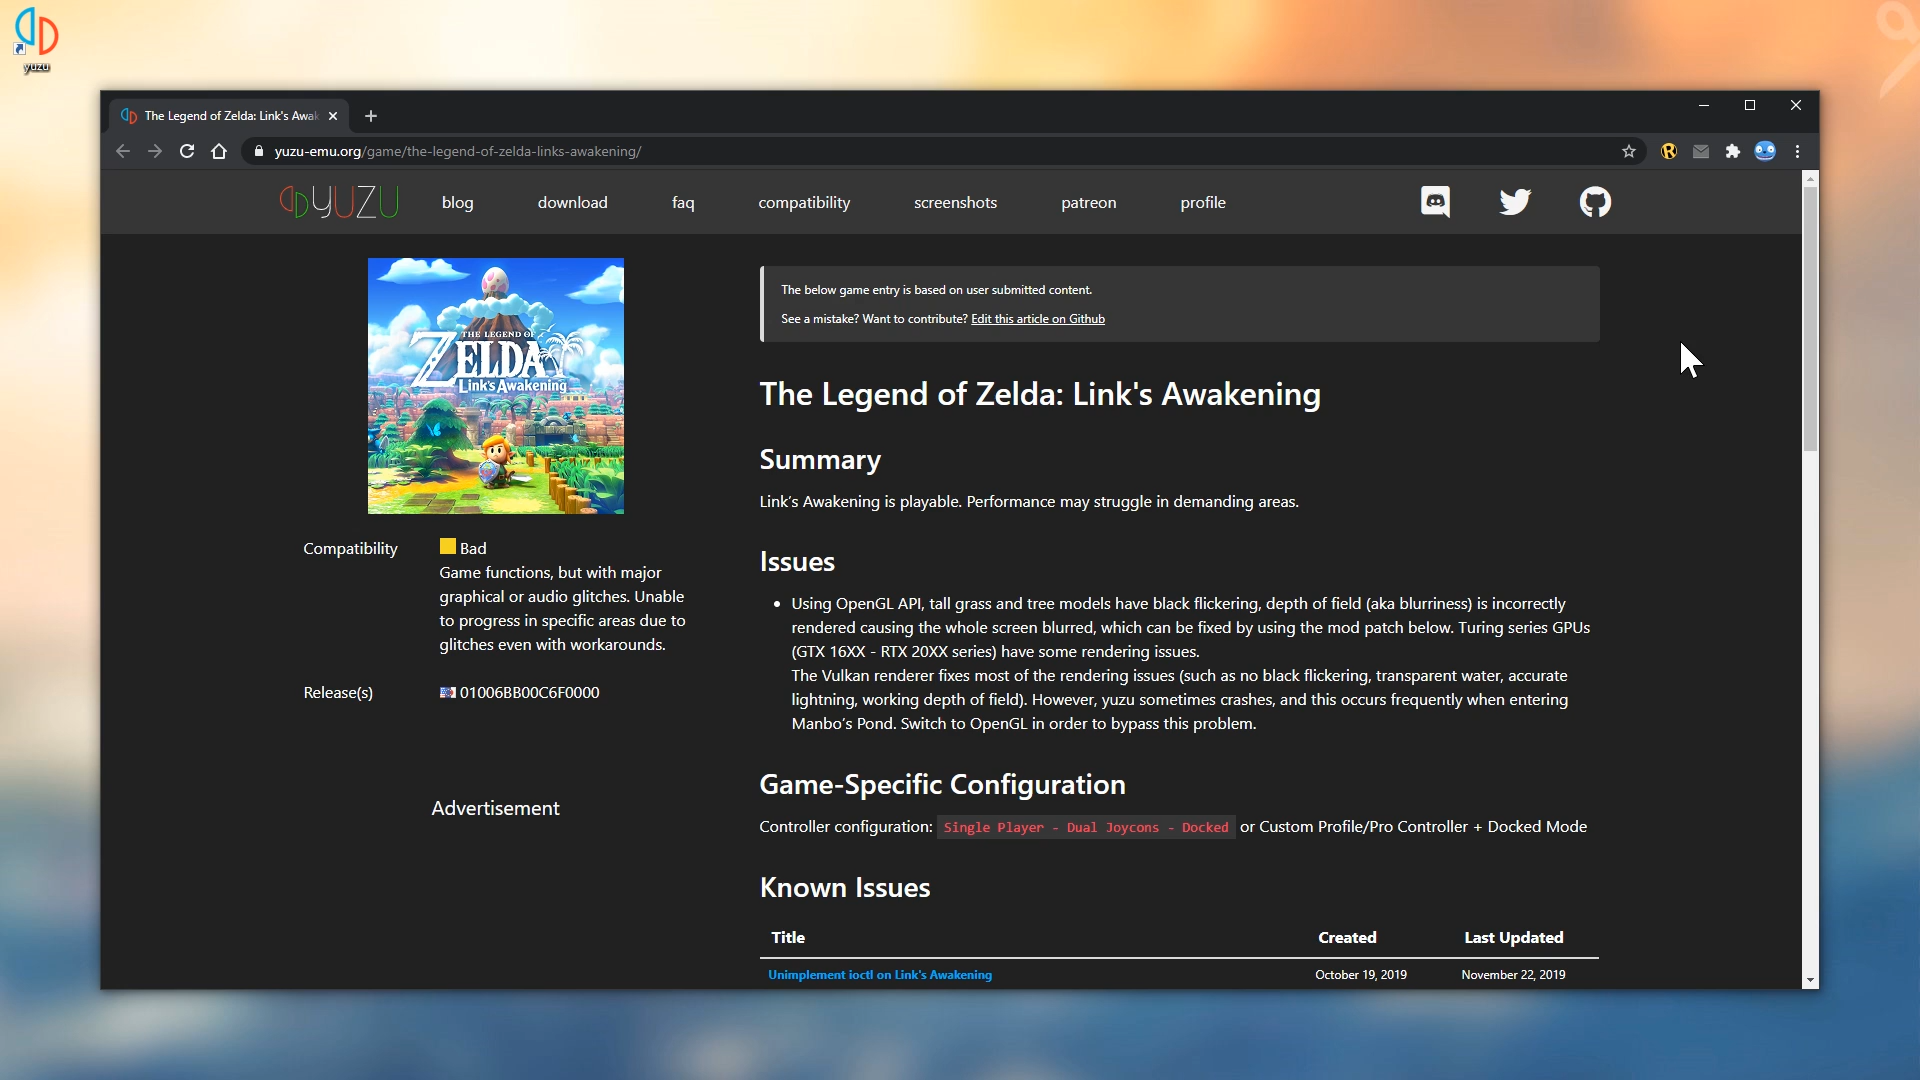 yuzu
The Legend of Zelda: Link's Awak
yuzu-emu.org/game/the-legend-of-zelda-links-awakening/
YUZU blog download faq compatibility screenshots patreon profile
THE LEGEND OF
ZELDA
Link's Awakening
Compatibility
Bad
Game functions, but with major
graphical or audio glitches. Unable
to progress in specific areas due to
glitches even with workarounds.
Release(s)
01006BB00C6F0000
Advertisement
The below game entry is based on user submitted content.
See a mistake? Want to contribute? Edit this article on Github
The Legend of Zelda: Link's Awakening
Summary
Link’s Awakening is playable. Performance may struggle in demanding areas.
Issues
• Using OpenGL API, tall grass and tree models have black flickering, depth of field (aka blurriness) is incorrectly
rendered causing the whole screen blurred, which can be fixed by using the mod patch below. Turing series GPUs
(GTX 16XX - RTX 20XX series) have some rendering issues.
The Vulkan renderer fixes most of the rendering issues (such as no black flickering, transparent water, accurate
lightning, working depth of field). However, yuzu sometimes crashes, and this occurs frequently when entering
Manbo’s Pond. Switch to OpenGL in order to bypass this problem.
Game-Specific Configuration
Controller configuration: Single Player - Dual Joycons - Docked or Custom Profile/Pro Controller + Docked Mode
Known Issues
Title Created Last Updated
Unimplement ioctl on Link's Awakening October 19, 2019 November 22, 2019